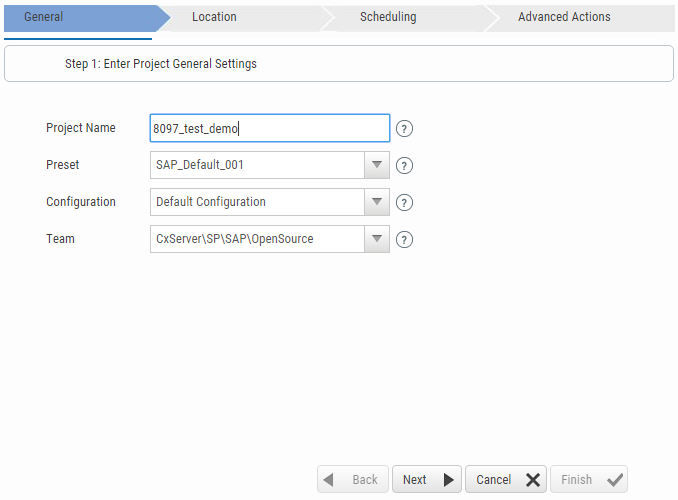 General Location Scheduling Advanced Actions
Step 1: Enter Project General Settings
Project Name 8097_test_demo ?
Preset SAP_Default_001 ?
Configuration Default Configuration ?
Team CxServer\SP\SAP\OpenSource ?
Back Next Cancel Finish